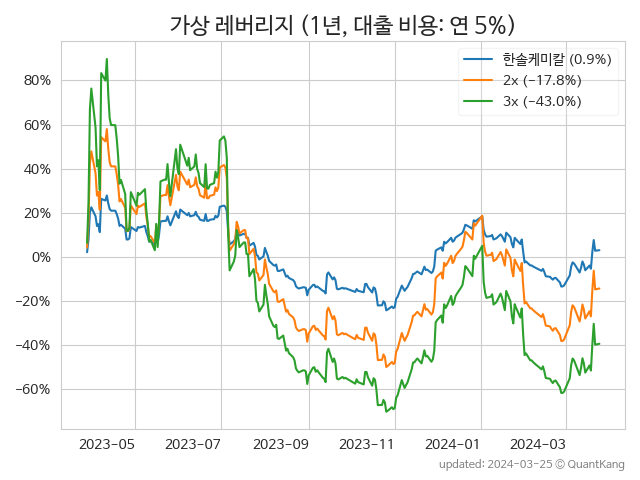 가상 레버리지 (1년, 대출 비용: 연 5%)
한솔케미칼 (0.9%)
2x (−17.8%)
3x (−43.0%)
80%
60%
40%
20%
0%
−20%
−40%
−60%
2023-05
2023-07
2023-09
2023-11
2024-01
2024-03
updated: 2024-03-25 © QuantKang